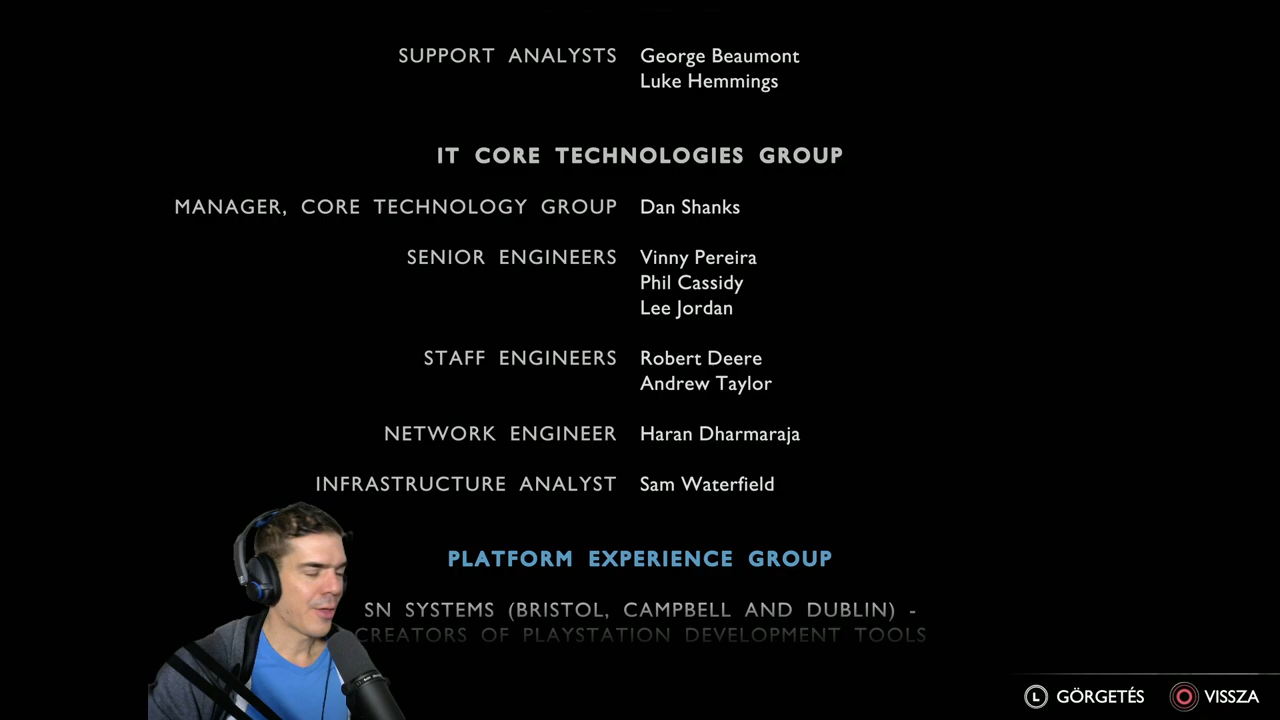 SUPPORT ANALYSTS George Beaumont
Luke Hemmings
IT CORE TECHNOLOGIES GROUP
MANAGER, CORE TECHNOLOGY GROUP Dan Shanks
SENIOR ENGINEERS Vinny Pereira
Phil Cassidy
Lee Jordan
STAFF ENGINEERS Robert Deere
Andrew Taylor
NETWORK ENGINEER Haran Dharmaraja
INFRASTRUCTURE ANALYST Sam Waterfield
PLATFORM EXPERIENCE GROUP
SN SYSTEMS (BRISTOL, CAMPBELL AND DUBLIN) -
CREATORS OF PLAYSTATION DEVELOPMENT TOOLS
L GÖRGETÉS VISSZA